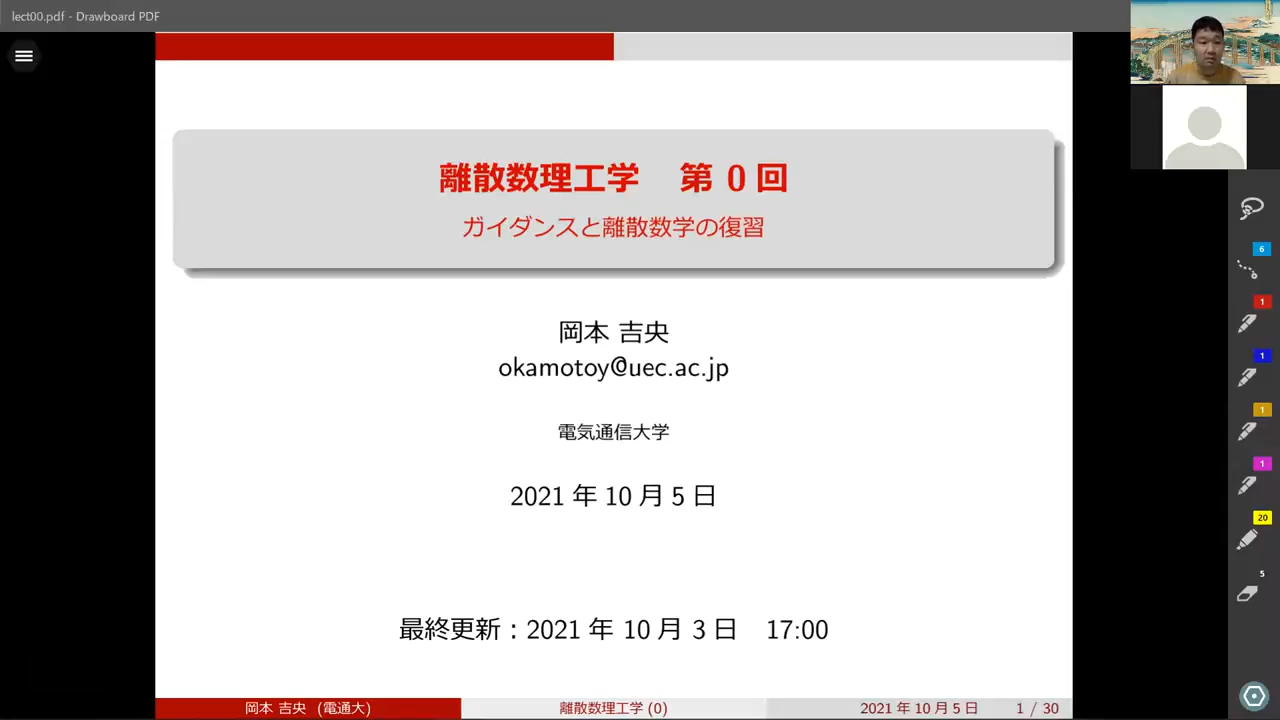 lect00.pdf - Drawboard PDF
離散数理工学 第 0 回
ガイダンスと離散数学の復習
岡本 吉央
okamotoy@uec.ac.jp
電気通信大学
2021 年 10 月 5 日
最終更新：2021 年 10 月 3 日 17:00
岡本 吉央 (電通大)
離散数理工学 (0)
2021 年 10 月 5 日
1 / 30
6
1
1
1
1
20
5